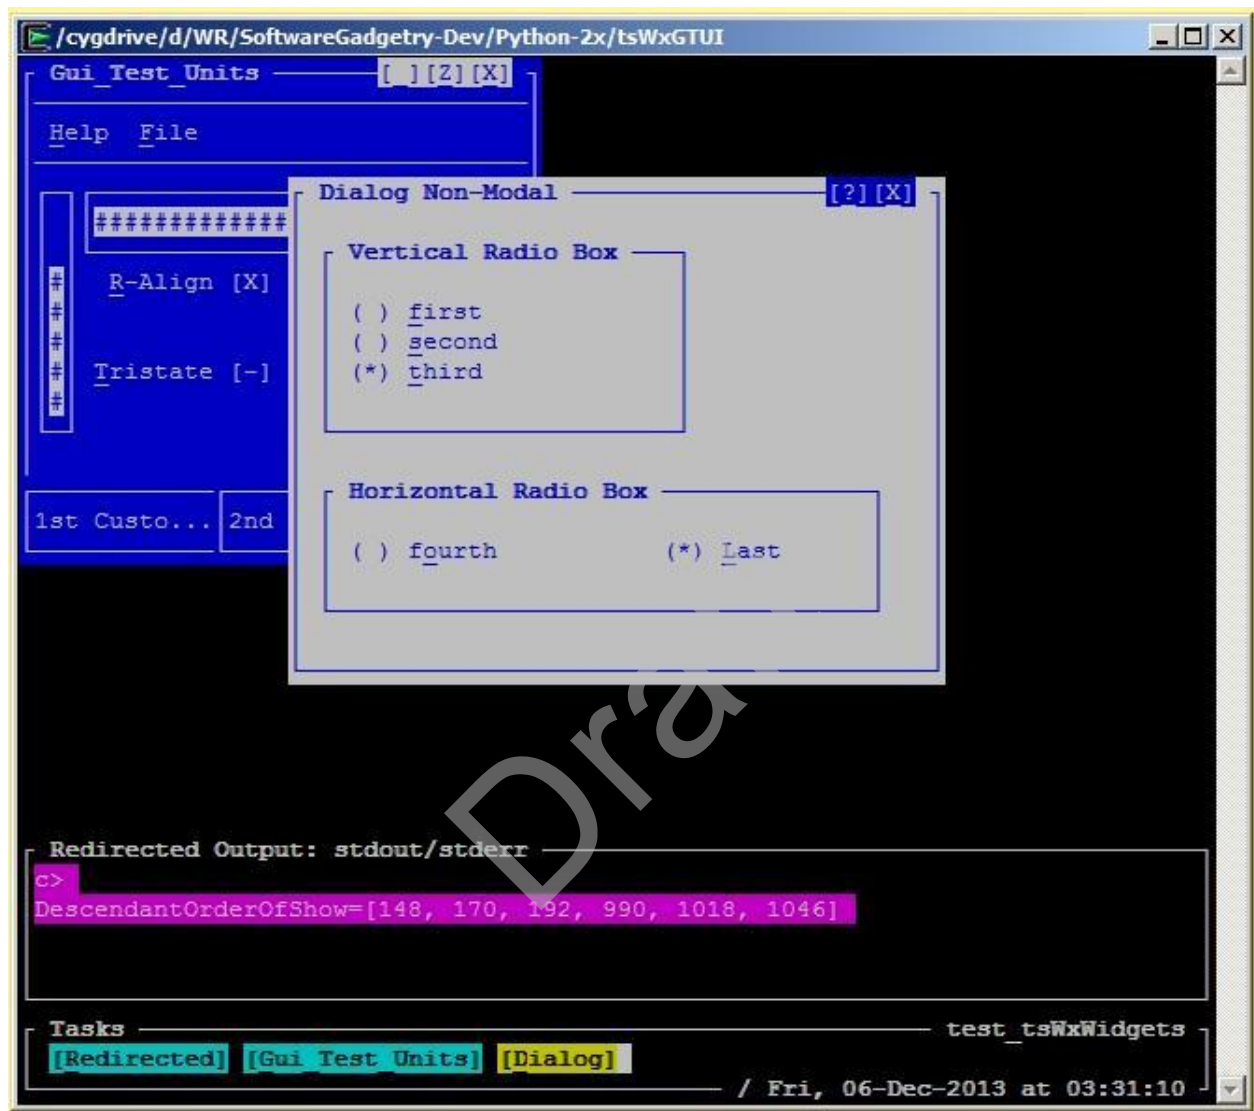 /cygdrive/d/WR/SoftwareGadgetry-Dev/Python-2x/tsWxGTUI
Gui_Test_Units [_][Z][X]
Help File
Dialog Non-Modal [?][X]
#############
Vertical Radio Box
R-Align [X]
( ) first
( ) second
(*) third
Tristate [-]
#
#
#
#
#
Horizontal Radio Box
1st Custo... 2nd
( ) fourth (*) Last
Redirected Output: stdout/stderr
c>
DescendantOrderOfShow=[148, 170, 192, 990, 1018, 1046]
Tasks test_tsWxWidgets
[Redirected] [Gui_Test_Units] [Dialog]
/ Fri, 06-Dec-2013 at 03:31:10